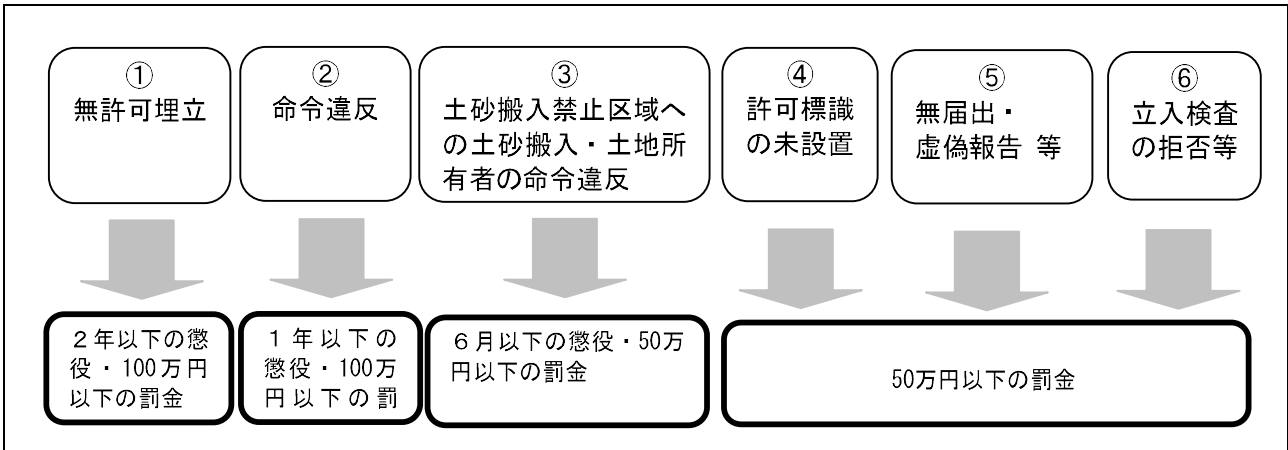 ①
無許可埋立
②
命令違反
③
土砂搬入禁止区域へ
の土砂搬入・土地所
有者の命令違反
④
許可標識
の未設置
⑤
無届出・
虚偽報告 等
⑥
立入検査
の拒否等
２年以下の懲
役・100万円
以下の罰金
１年以下の
懲役・100万
円以下の罰
６月以下の懲役・50万
円以下の罰金
50万円以下の罰金